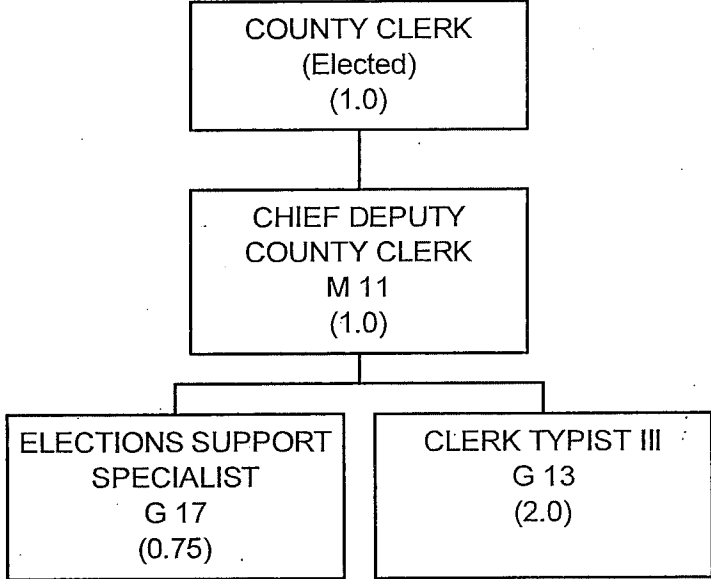 COUNTY CLERK
(Elected)
(1.0)
CHIEF DEPUTY
COUNTY CLERK
M 11
(1.0)
ELECTIONS SUPPORT
SPECIALIST
G 17
(0.75)
CLERK TYPIST III
G 13
(2.0)